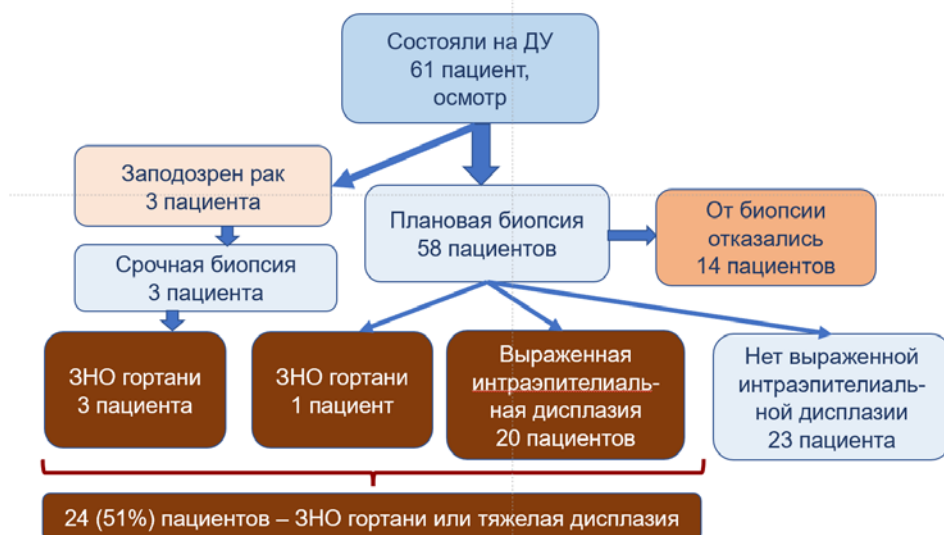 Состояли на ДУ
61 пациент,
осмотр
Заподозрен рак
3 пациента
Плановая биопсия
58 пациентов
От биопсии
отказались
14 пациентов
Срочная биопсия
3 пациента
ЗНО гортани
3 пациента
ЗНО гортани
1 пациент
Выраженная
интраэпителиаль-
ная дисплазия
20 пациентов
Нет выраженной
интраэпителиаль-
ной дисплазии
23 пациента
24 (51%) пациентов – ЗНО гортани или тяжелая дисплазия